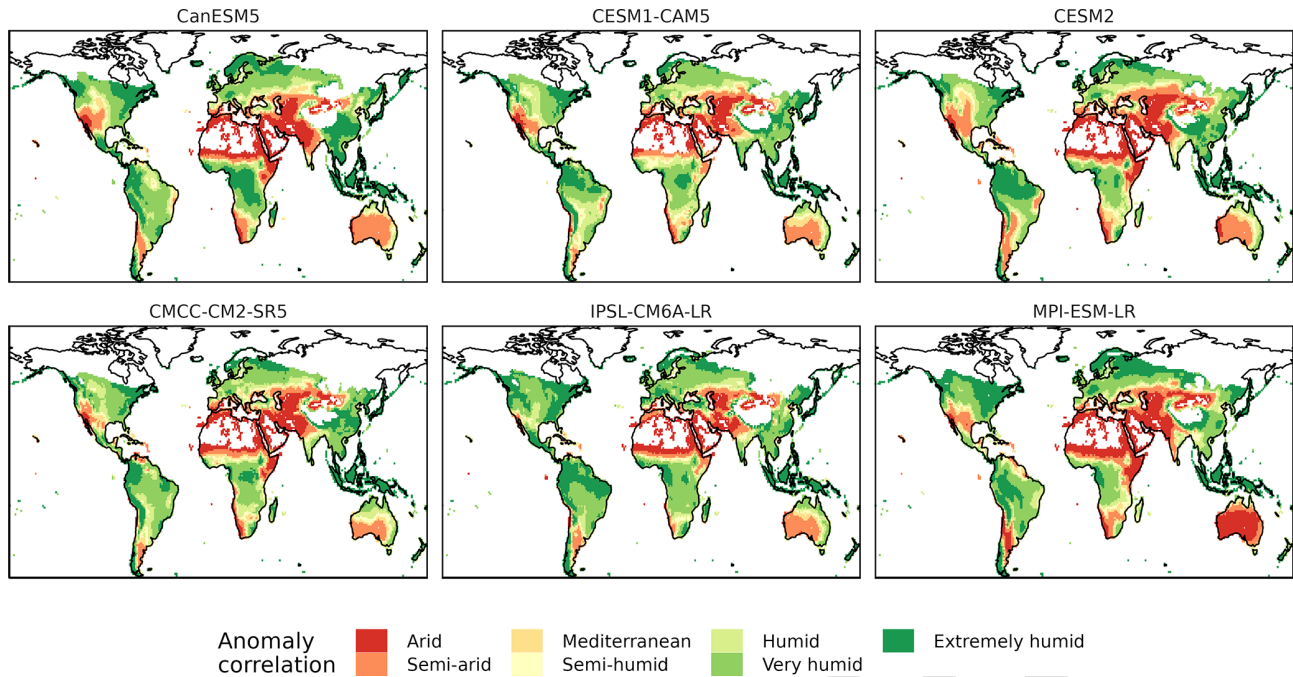 CanESM5
CESM1-CAM5
CESM2
CMCC-CM2-SR5
IPSL-CM6A-LR
MPI-ESM-LR
Anomaly correlation
Arid
Semi-arid
Mediterranean
Semi-humid
Humid
Very humid
Extremely humid